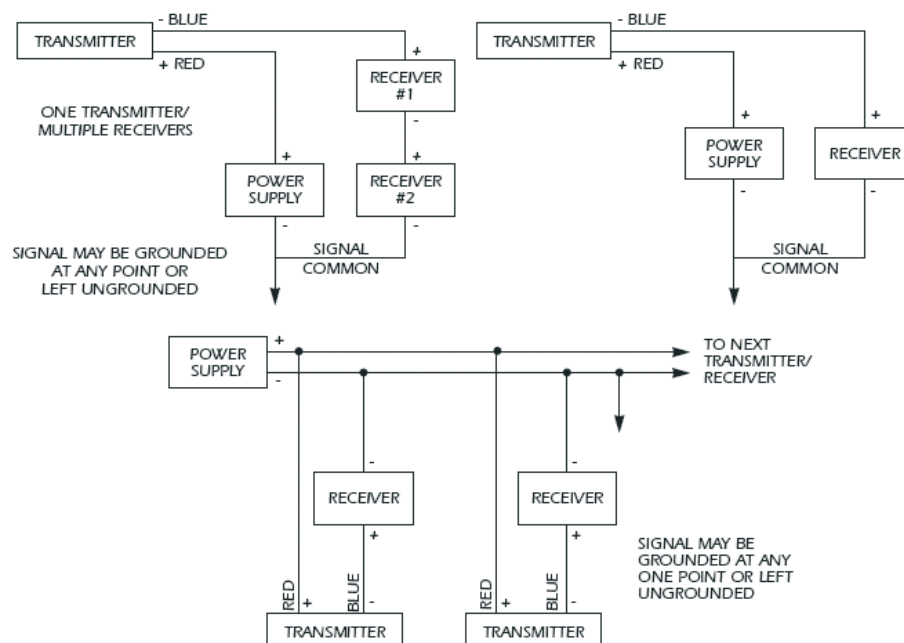 - BLUE
TRANSMITTER
+ RED
+
RECEIVER
#1
-
ONE TRANSMITTER/
MULTIPLE RECEIVERS
+
POWER
SUPPLY
-
+
RECEIVER
#2
-
SIGNAL MAY BE GROUNDED
AT ANY POINT OR
LEFT UNGROUNDED
SIGNAL
COMMON
- BLUE
TRANSMITTER
+ RED
+
POWER
SUPPLY
-
+
RECEIVER
-
SIGNAL
COMMON
POWER
SUPPLY
+
-
TO NEXT
TRANSMITTER/
RECEIVER
-
RECEIVER
+
-
RECEIVER
+
SIGNAL MAY BE
GROUNDED AT ANY
ONE POINT OR LEFT
UNGROUNDED
RED
+
BLUE
-
TRANSMITTER
RED
+
BLUE
-
TRANSMITTER